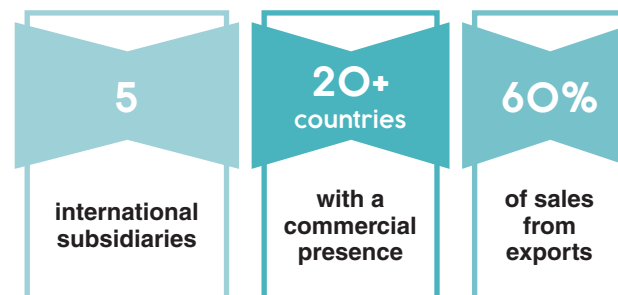 5
international
subsidiaries
20+
countries
with a
commercial
presence
60%
of sales
from
exports